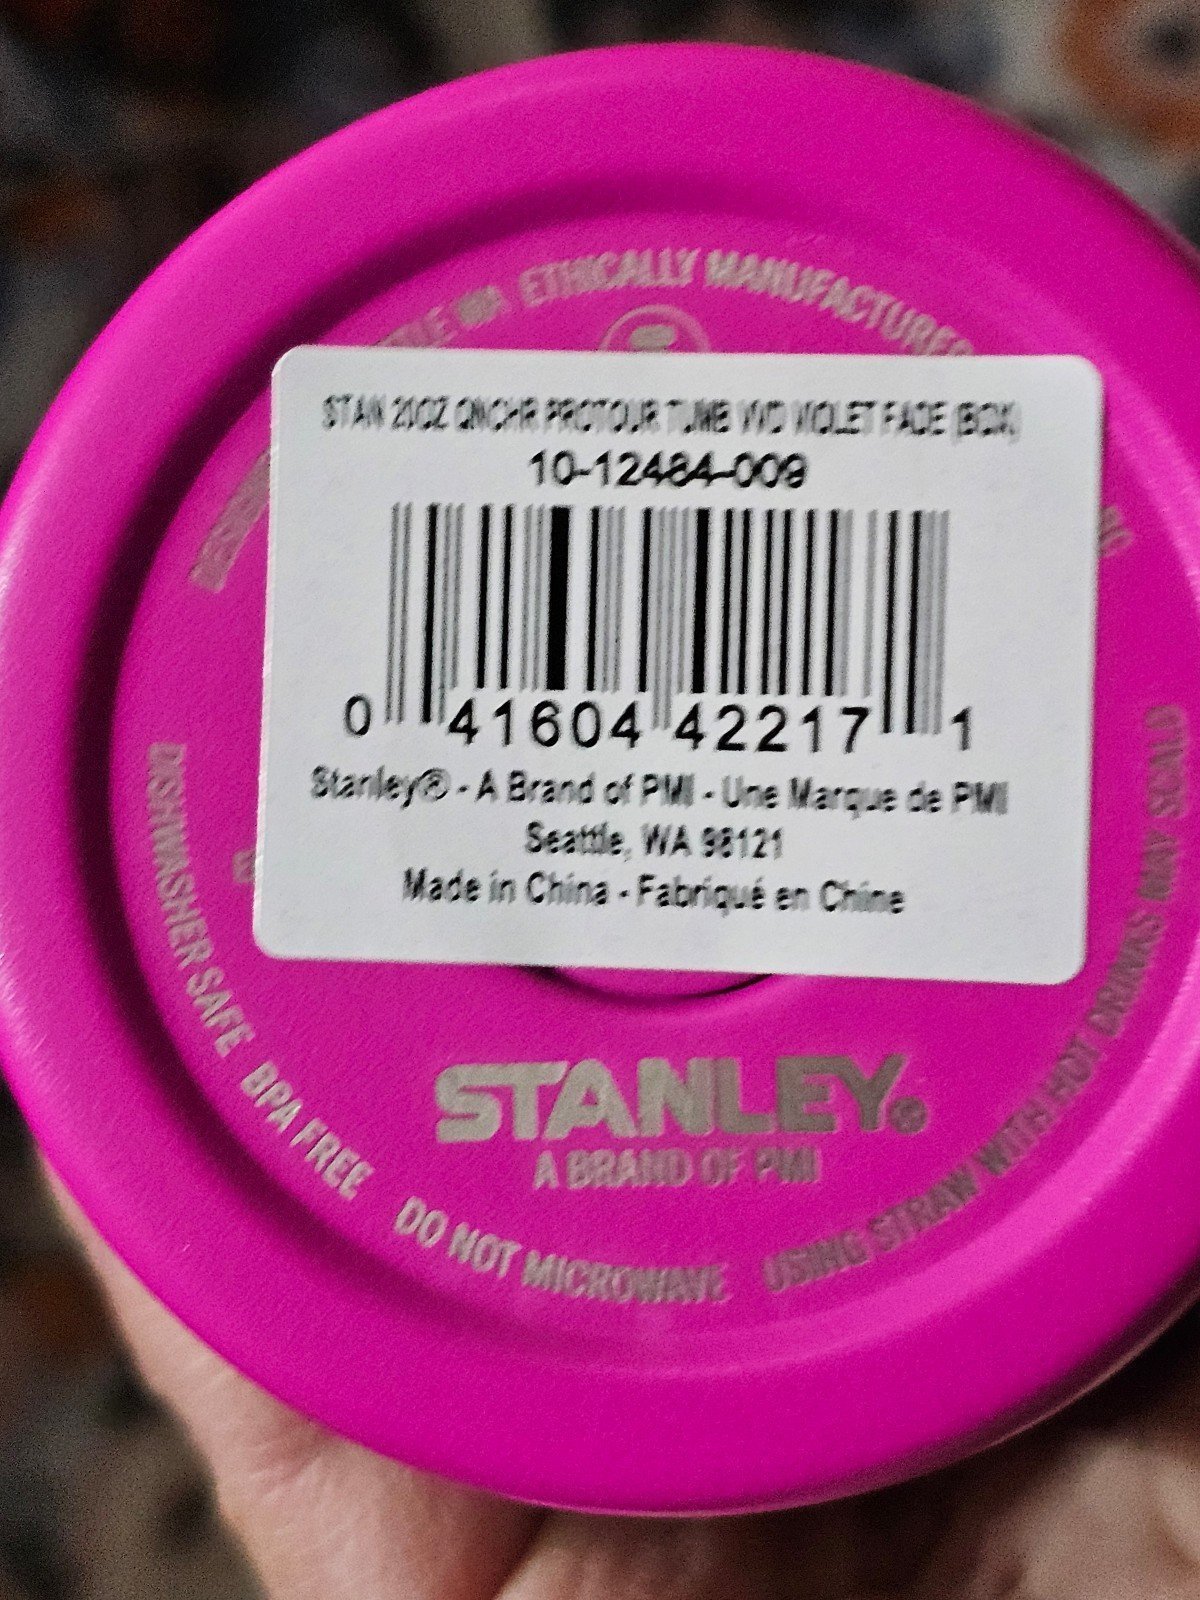 WA ETHICALLY MANUFACTURED
STAN 20OZ QNCHR PROTOUR TUMB VVD VIOLET FADE (BOX)
10-12484-009
0 41604 42217 1
Stanley® - A Brand of PMI - Une Marque de PMI
Seattle, WA 98121
Made in China - Fabriqué en Chine
STANLEY®
A BRAND OF PMI
DISHWASHER SAFE BPA FREE DO NOT MICROWAVE USING STRAW WITH HOT DRINKS MAY SCALD